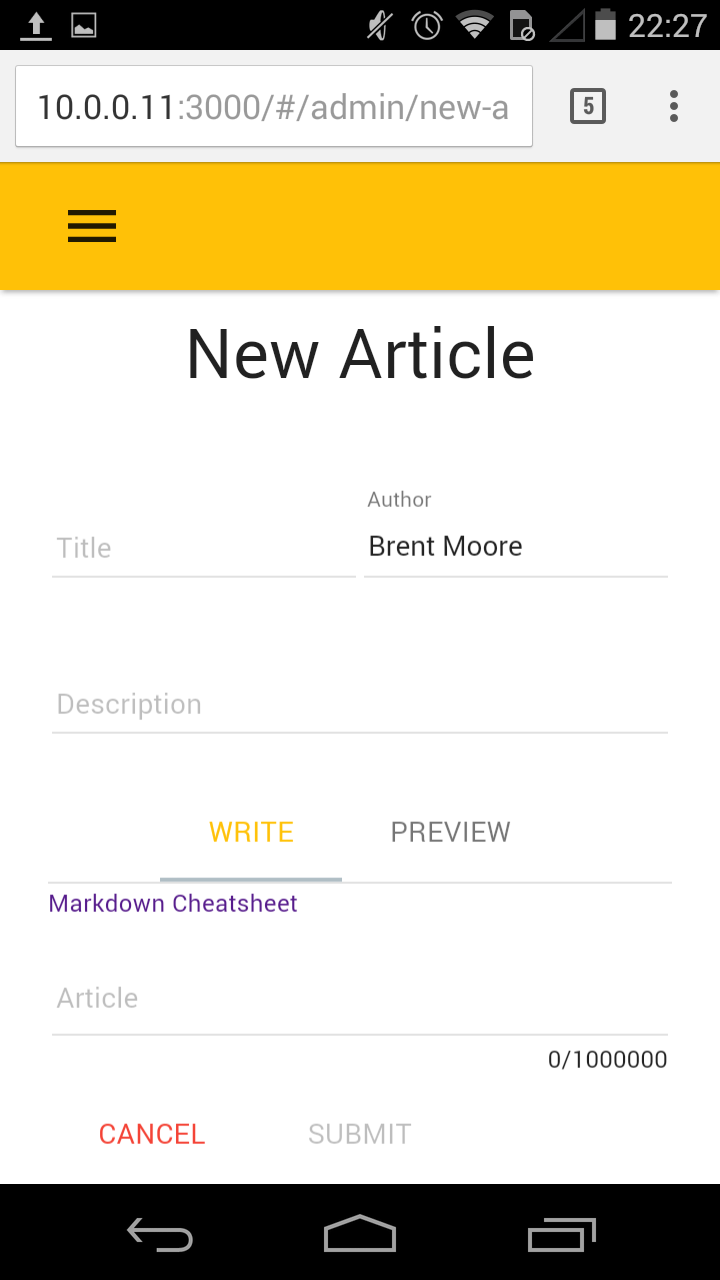 22:27
10.0.0.11:3000/#/admin/new-a
5
New Article
Author
Title
Brent Moore
Description
WRITE
PREVIEW
Markdown Cheatsheet
Article
0/1000000
CANCEL
SUBMIT